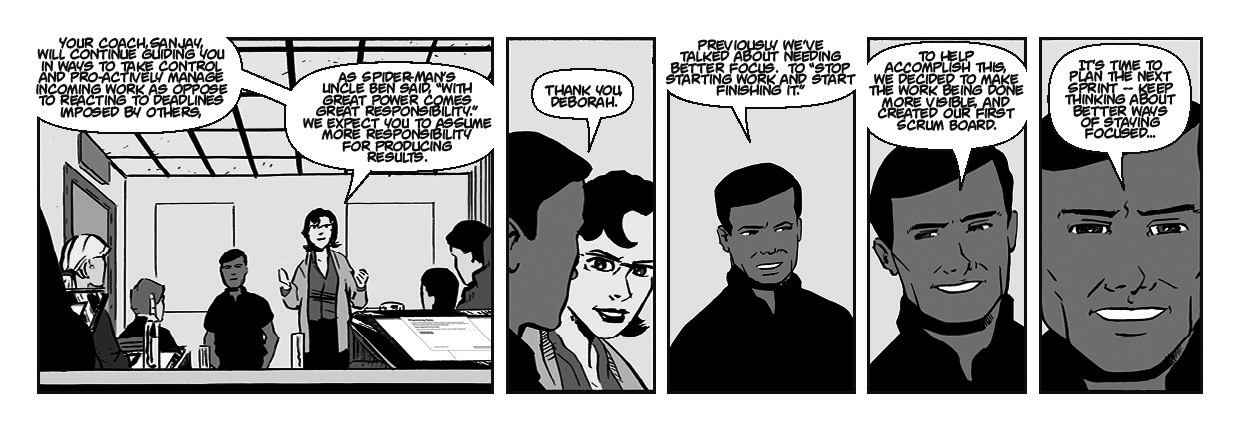 YOUR COACH, SANJAY,
WILL CONTINUE GUIDING YOU
IN WAYS TO TAKE CONTROL
AND PRO-ACTIVELY MANAGE
INCOMING WORK AS OPPOSE
TO REACTING TO DEADLINES
IMPOSED BY OTHERS,
AS SPIDER-MAN'S
UNCLE BEN SAID, "WITH
GREAT POWER COMES
GREAT RESPONSIBILITY."
WE EXPECT YOU TO ASSUME
MORE RESPONSIBILITY
FOR PRODUCING
RESULTS.
THANK YOU,
DEBORAH.
PREVIOUSLY WE'VE
TALKED ABOUT NEEDING
BETTER FOCUS. TO "STOP
STARTING WORK AND START
FINISHING IT."
TO HELP
ACCOMPLISH THIS,
WE DECIDED TO MAKE
THE WORK BEING DONE
MORE VISIBLE, AND
CREATED OUR FIRST
SCRUM BOARD.
IT'S TIME TO
PLAN THE NEXT
SPRINT -- KEEP
THINKING ABOUT
BETTER WAYS
OF STAYING
FOCUSED...